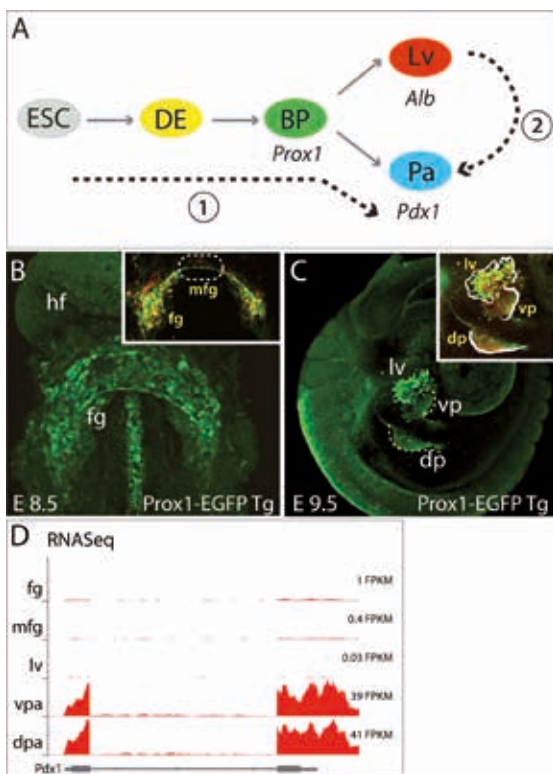 A
Lv
Alb
ESC
DE
BP
Prox1
Pa
Pdx1
1
2
B
hf
fg
mfg
fg
E 8.5
Prox1-EGFP Tg
C
lv
vp
dp
lv
vp
dp
E 9.5
Prox1-EGFP Tg
D
RNASeq
fg
1 FPKM
mfg
0.4 FPKM
lv
0.03 FPKM
vpa
39 FPKM
dpa
41 FPKM
Pdx1